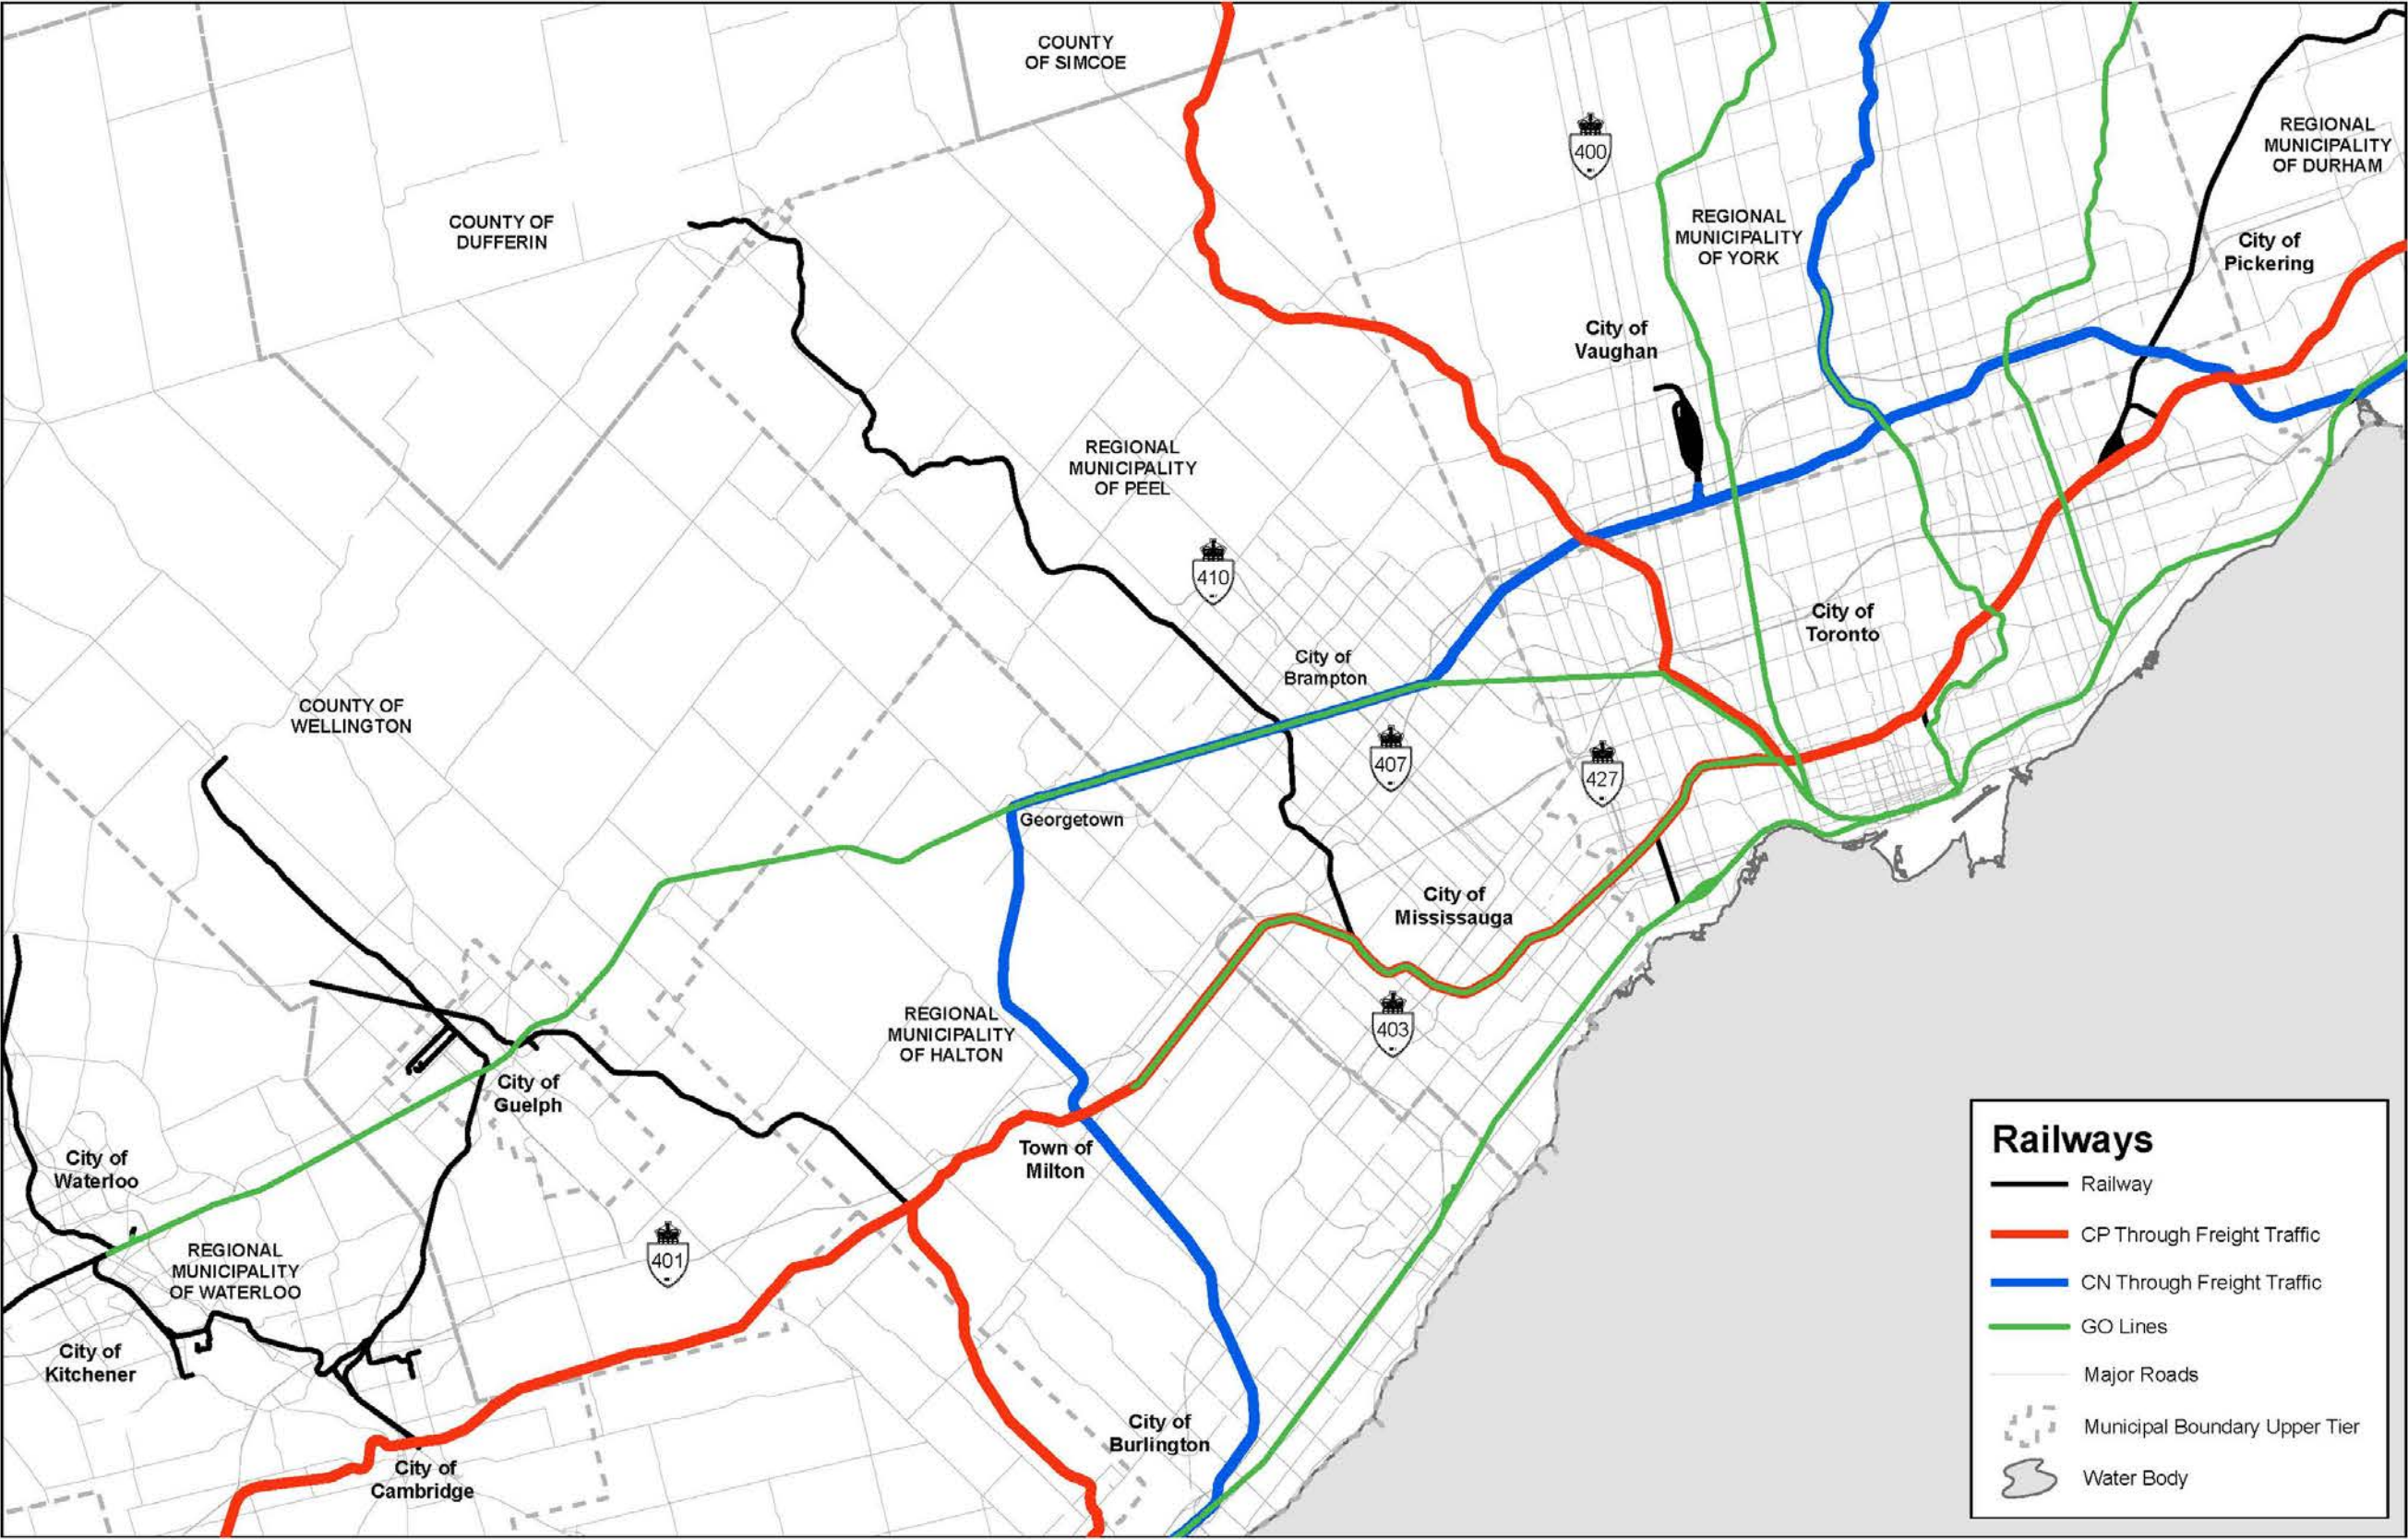 COUNTY
OF SIMCOE
400
REGIONAL
MUNICIPALITY
OF DURHAM
COUNTY OF
DUFFERIN
REGIONAL
MUNICIPALITY
OF YORK
City of
Pickering
City of
Vaughan
REGIONAL
MUNICIPALITY
OF PEEL
410
City of
Toronto
City of
Brampton
COUNTY OF
WELLINGTON
407
427
Georgetown
City of
Mississauga
REGIONAL
MUNICIPALITY
OF HALTON
403
City of
Guelph
Town of
Milton
City of
Waterloo
REGIONAL
MUNICIPALITY
OF WATERLOO
401
City of
Kitchener
City of
Burlington
City of
Cambridge
Railways
Railway
CP Through Freight Traffic
CN Through Freight Traffic
GO Lines
Major Roads
Municipal Boundary Upper Tier
Water Body